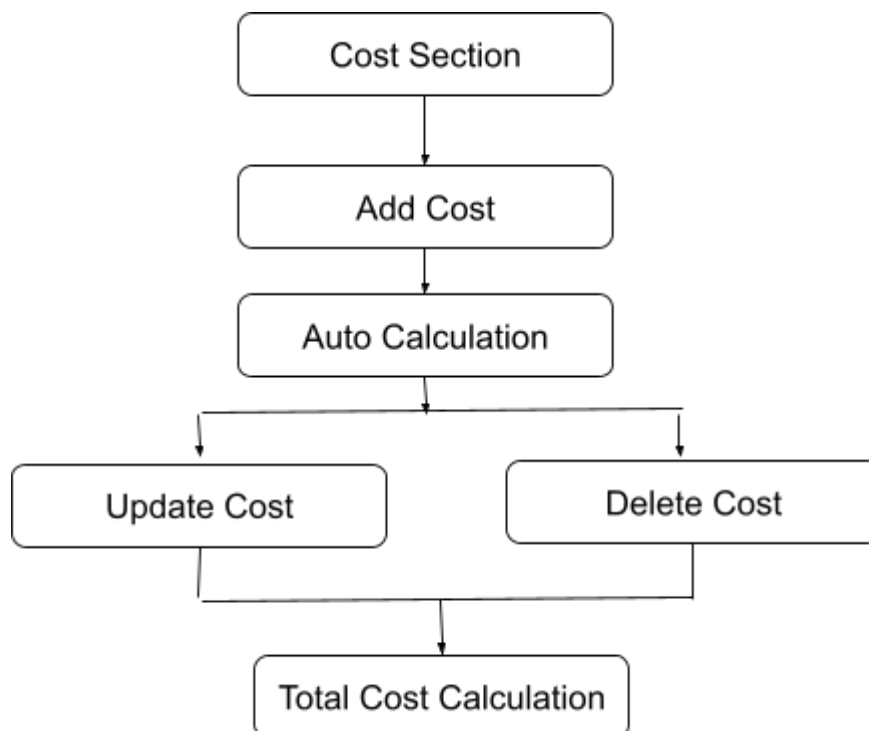 Cost Section
Add Cost
Auto Calculation
Update Cost
Delete Cost
Total Cost Calculation